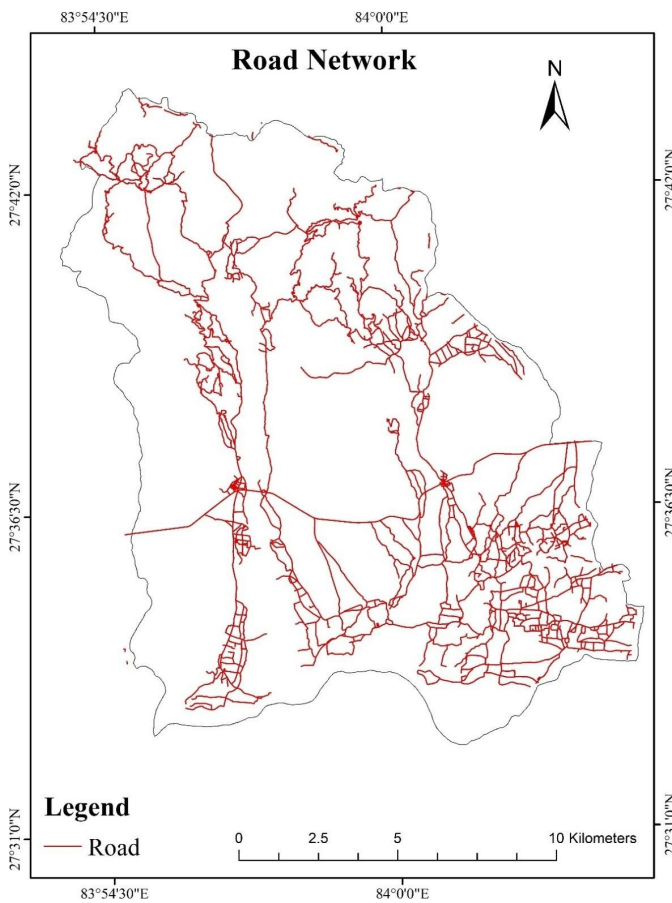 83°54'30"E 84°0'0"E
Road Network
N
27°42'0"N 27°42'0"N
27°36'30"N 27°36'30"N
27°31'0"N 27°31'0"N
Legend
Road
0 2.5 5 10 Kilometers
83°54'30"E 84°0'0"E